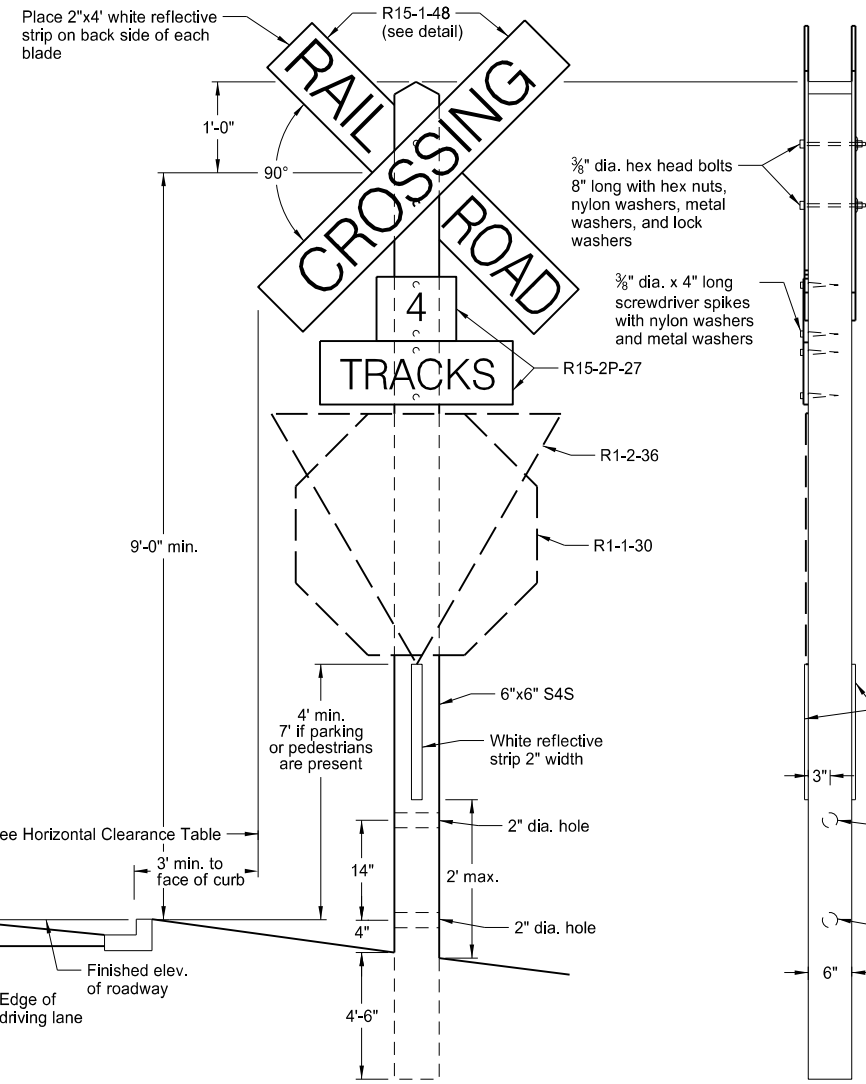 Place 2"x4' white reflective
strip on back side of each
blade
R15-1-48
(see detail)
RAIL
ROAD
CROSSING
1'-0"
90°
⅜" dia. hex head bolts
8" long with hex nuts,
nylon washers, metal
washers, and lock
washers
⅜" dia. x 4" long
screwdriver spikes
with nylon washers
and metal washers
4
TRACKS
R15-2P-27
R1-2-36
R1-1-30
9'-0" min.
4' min.
7' if parking
or pedestrians
are present
6"x6" S4S
White reflective
strip 2" width
3"
ee Horizontal Clearance Table
2" dia. hole
3' min. to
face of curb
14"
2' max.
4"
2" dia. hole
Finished elev.
of roadway
6"
Edge of
driving lane
4'-6"